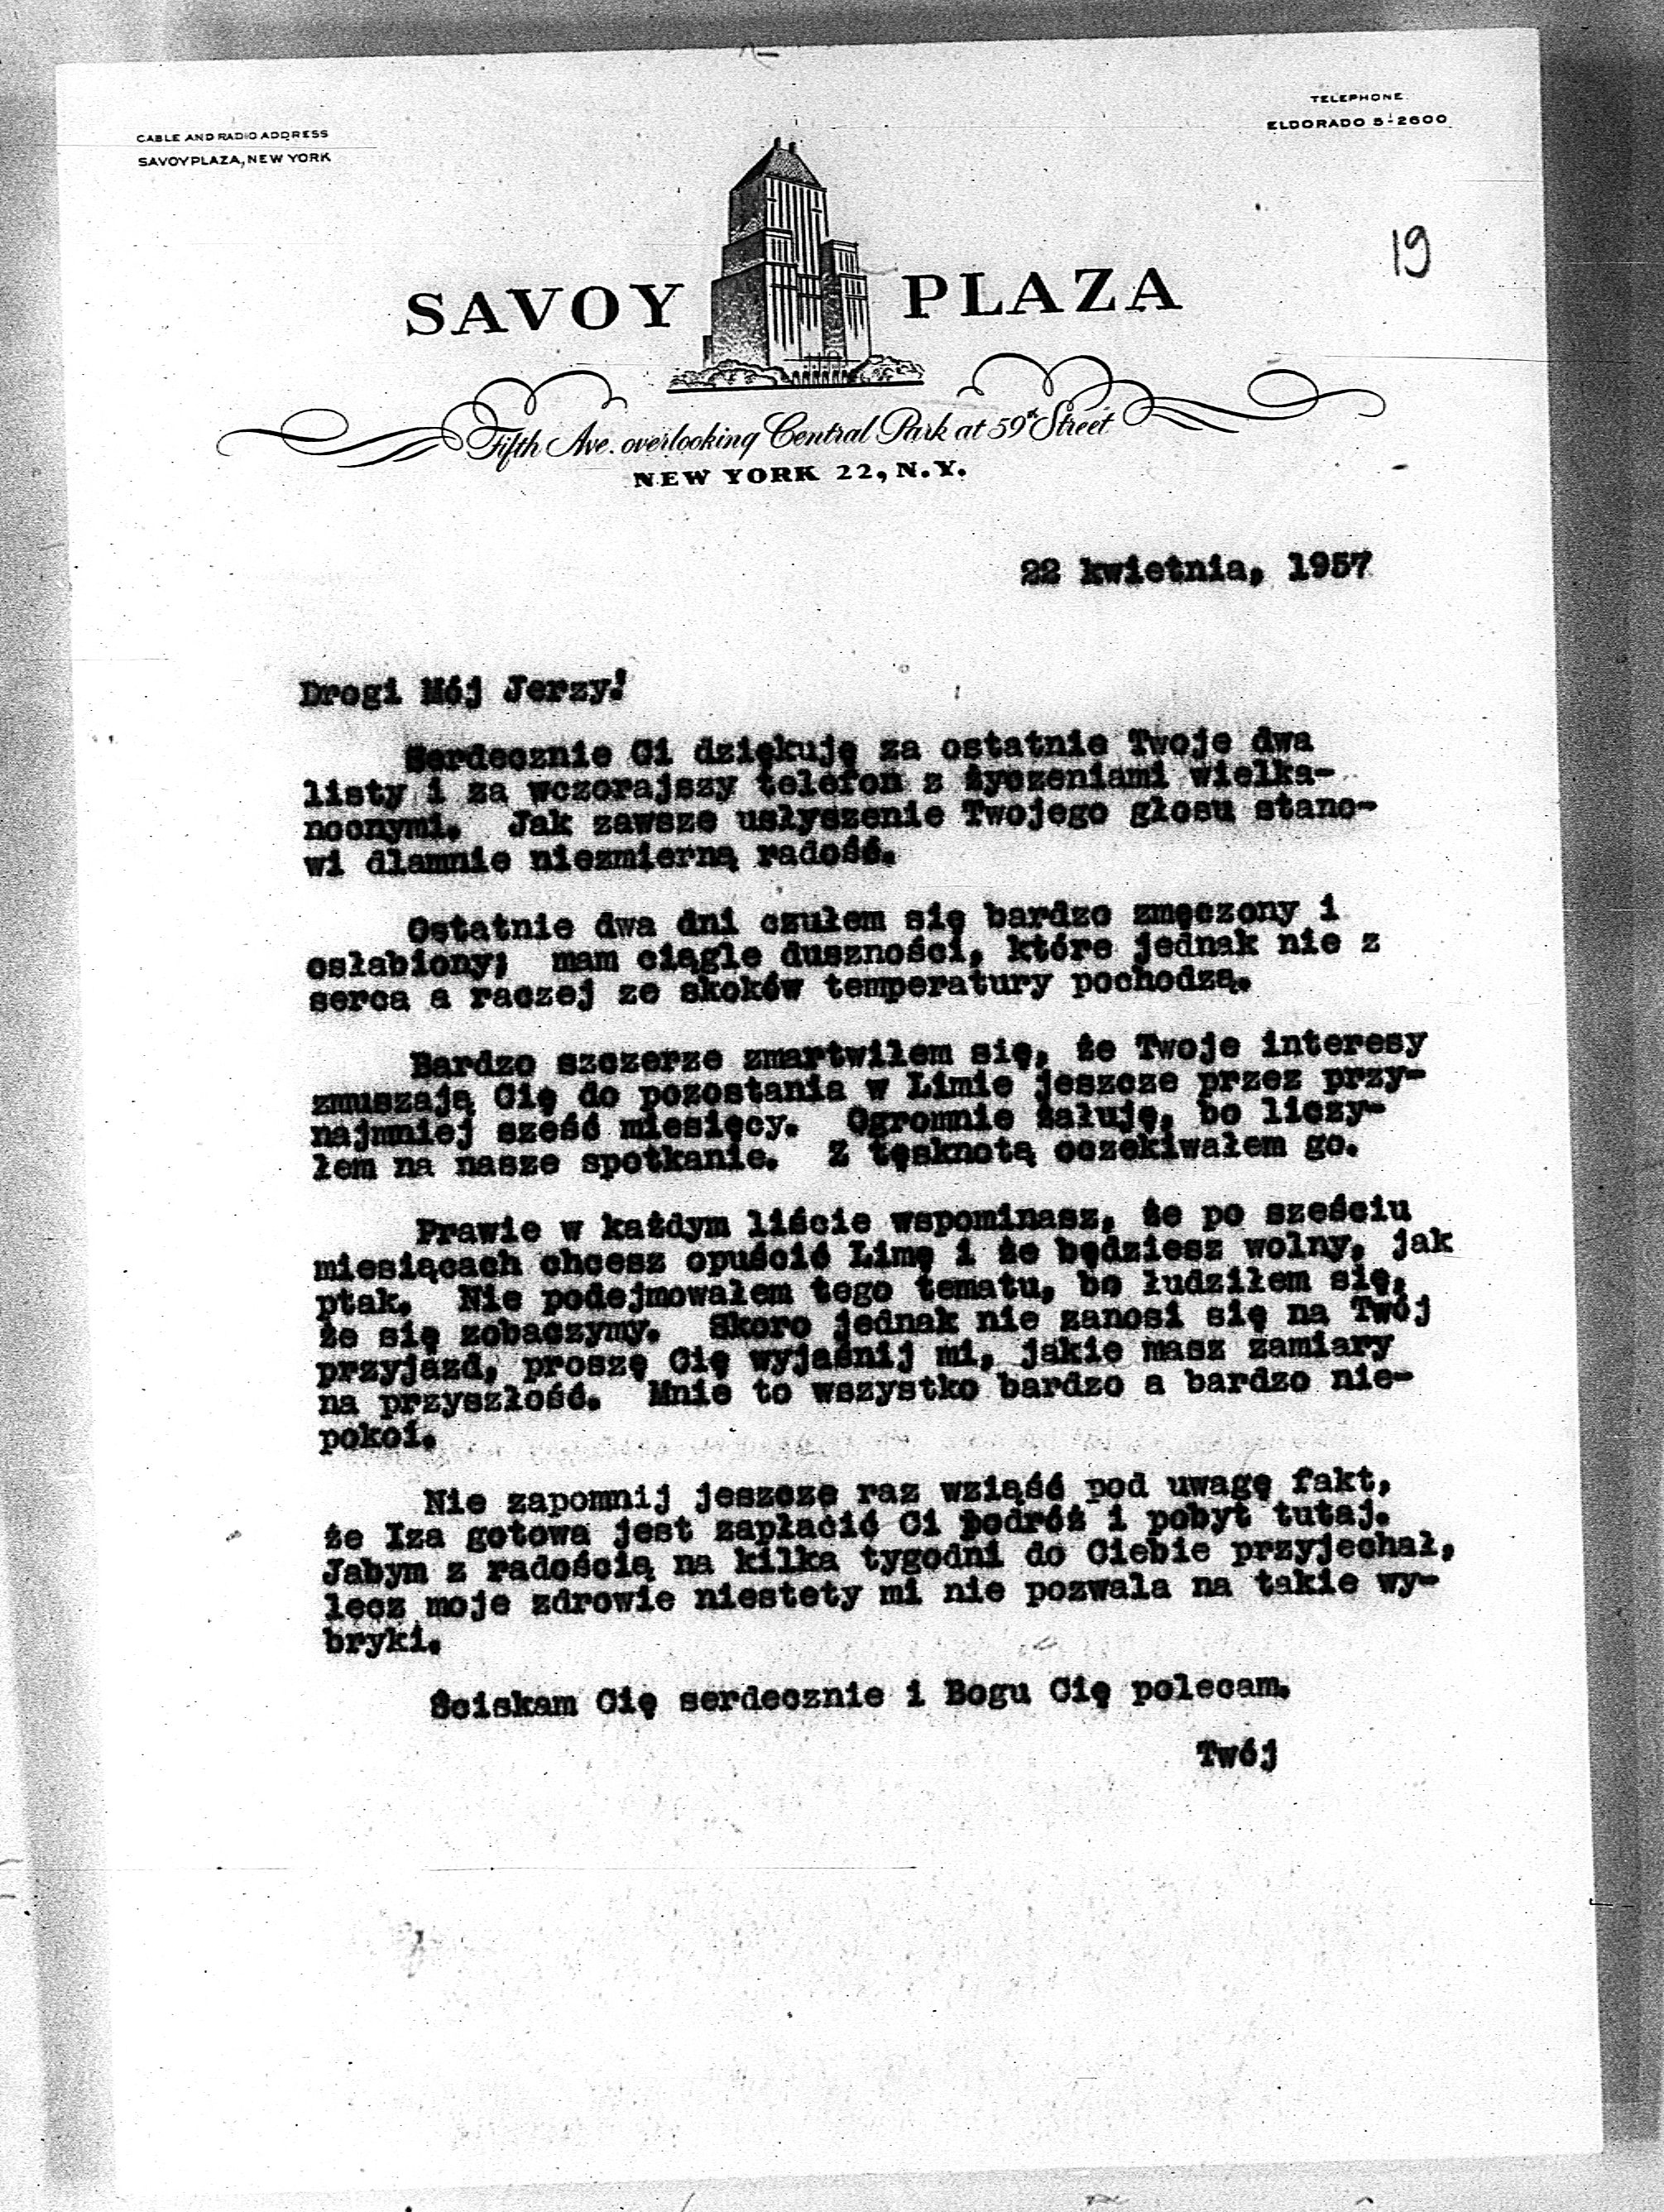 CABLE AND RADIO ADDRESS
SAVOYPLAZA, NEW YORK
TELEPHONE
ELDORADO 5-2600
19
SAVOY PLAZA
Fifth Ave. overlooking Central Park at 59th Street
NEW YORK 22, N.Y.
22 kwietnia, 1957
Drogi Mój Jerzy!
Serdecznie Ci dziękuję za ostatnie Twoje dwa
listy i za wczorajszy telefon z życzeniami wielka-
nocnymi. Jak zawsze usłyszenie Twojego głosu stano-
wi dlamnie niezmierną radość.
Ostatnie dwa dni czułem się bardzo zmęczony i
osłabiony; mam ciągle duszności, które jednak nie z
serca a raczej ze skoków temperatury pochodzą.
Bardzo szczerze zmartwiłem się, że Twoje interesy
zmuszają Cię do pozostania w Limie jeszcze przez przy-
najmniej sześć miesięcy. Ogromnie żałuję, bo liczy-
łem na nasze spotkanie. Z tęsknotą oczekiwałem go.
Prawie w każdym liście wspominasz, że po sześciu
miesiącach chcesz opuścić Limę i że będziesz wolny, jak
ptak. Nie podejmowałem tego tematu, bo łudziłem się,
że się zobaczymy. Skoro jednak nie zanosi się na Twój
przyjazd, proszę Cię wyjaśnij mi, jakie masz zamiary
na przyszłość. Mnie to wszystko bardzo a bardzo nie-
pokoi.
Nie zapomnij jeszcze raz wziąść pod uwagę fakt,
że Iza gotowa jest zapłacić Ci podróż i pobyt tutaj.
Jabym z radością na kilka tygodni do Ciebie przyjechał,
lecz moje zdrowie niestety mi nie pozwala na takie wy-
bryki.
Ściskam Cię serdecznie i Bogu Cię polecam.
Twój